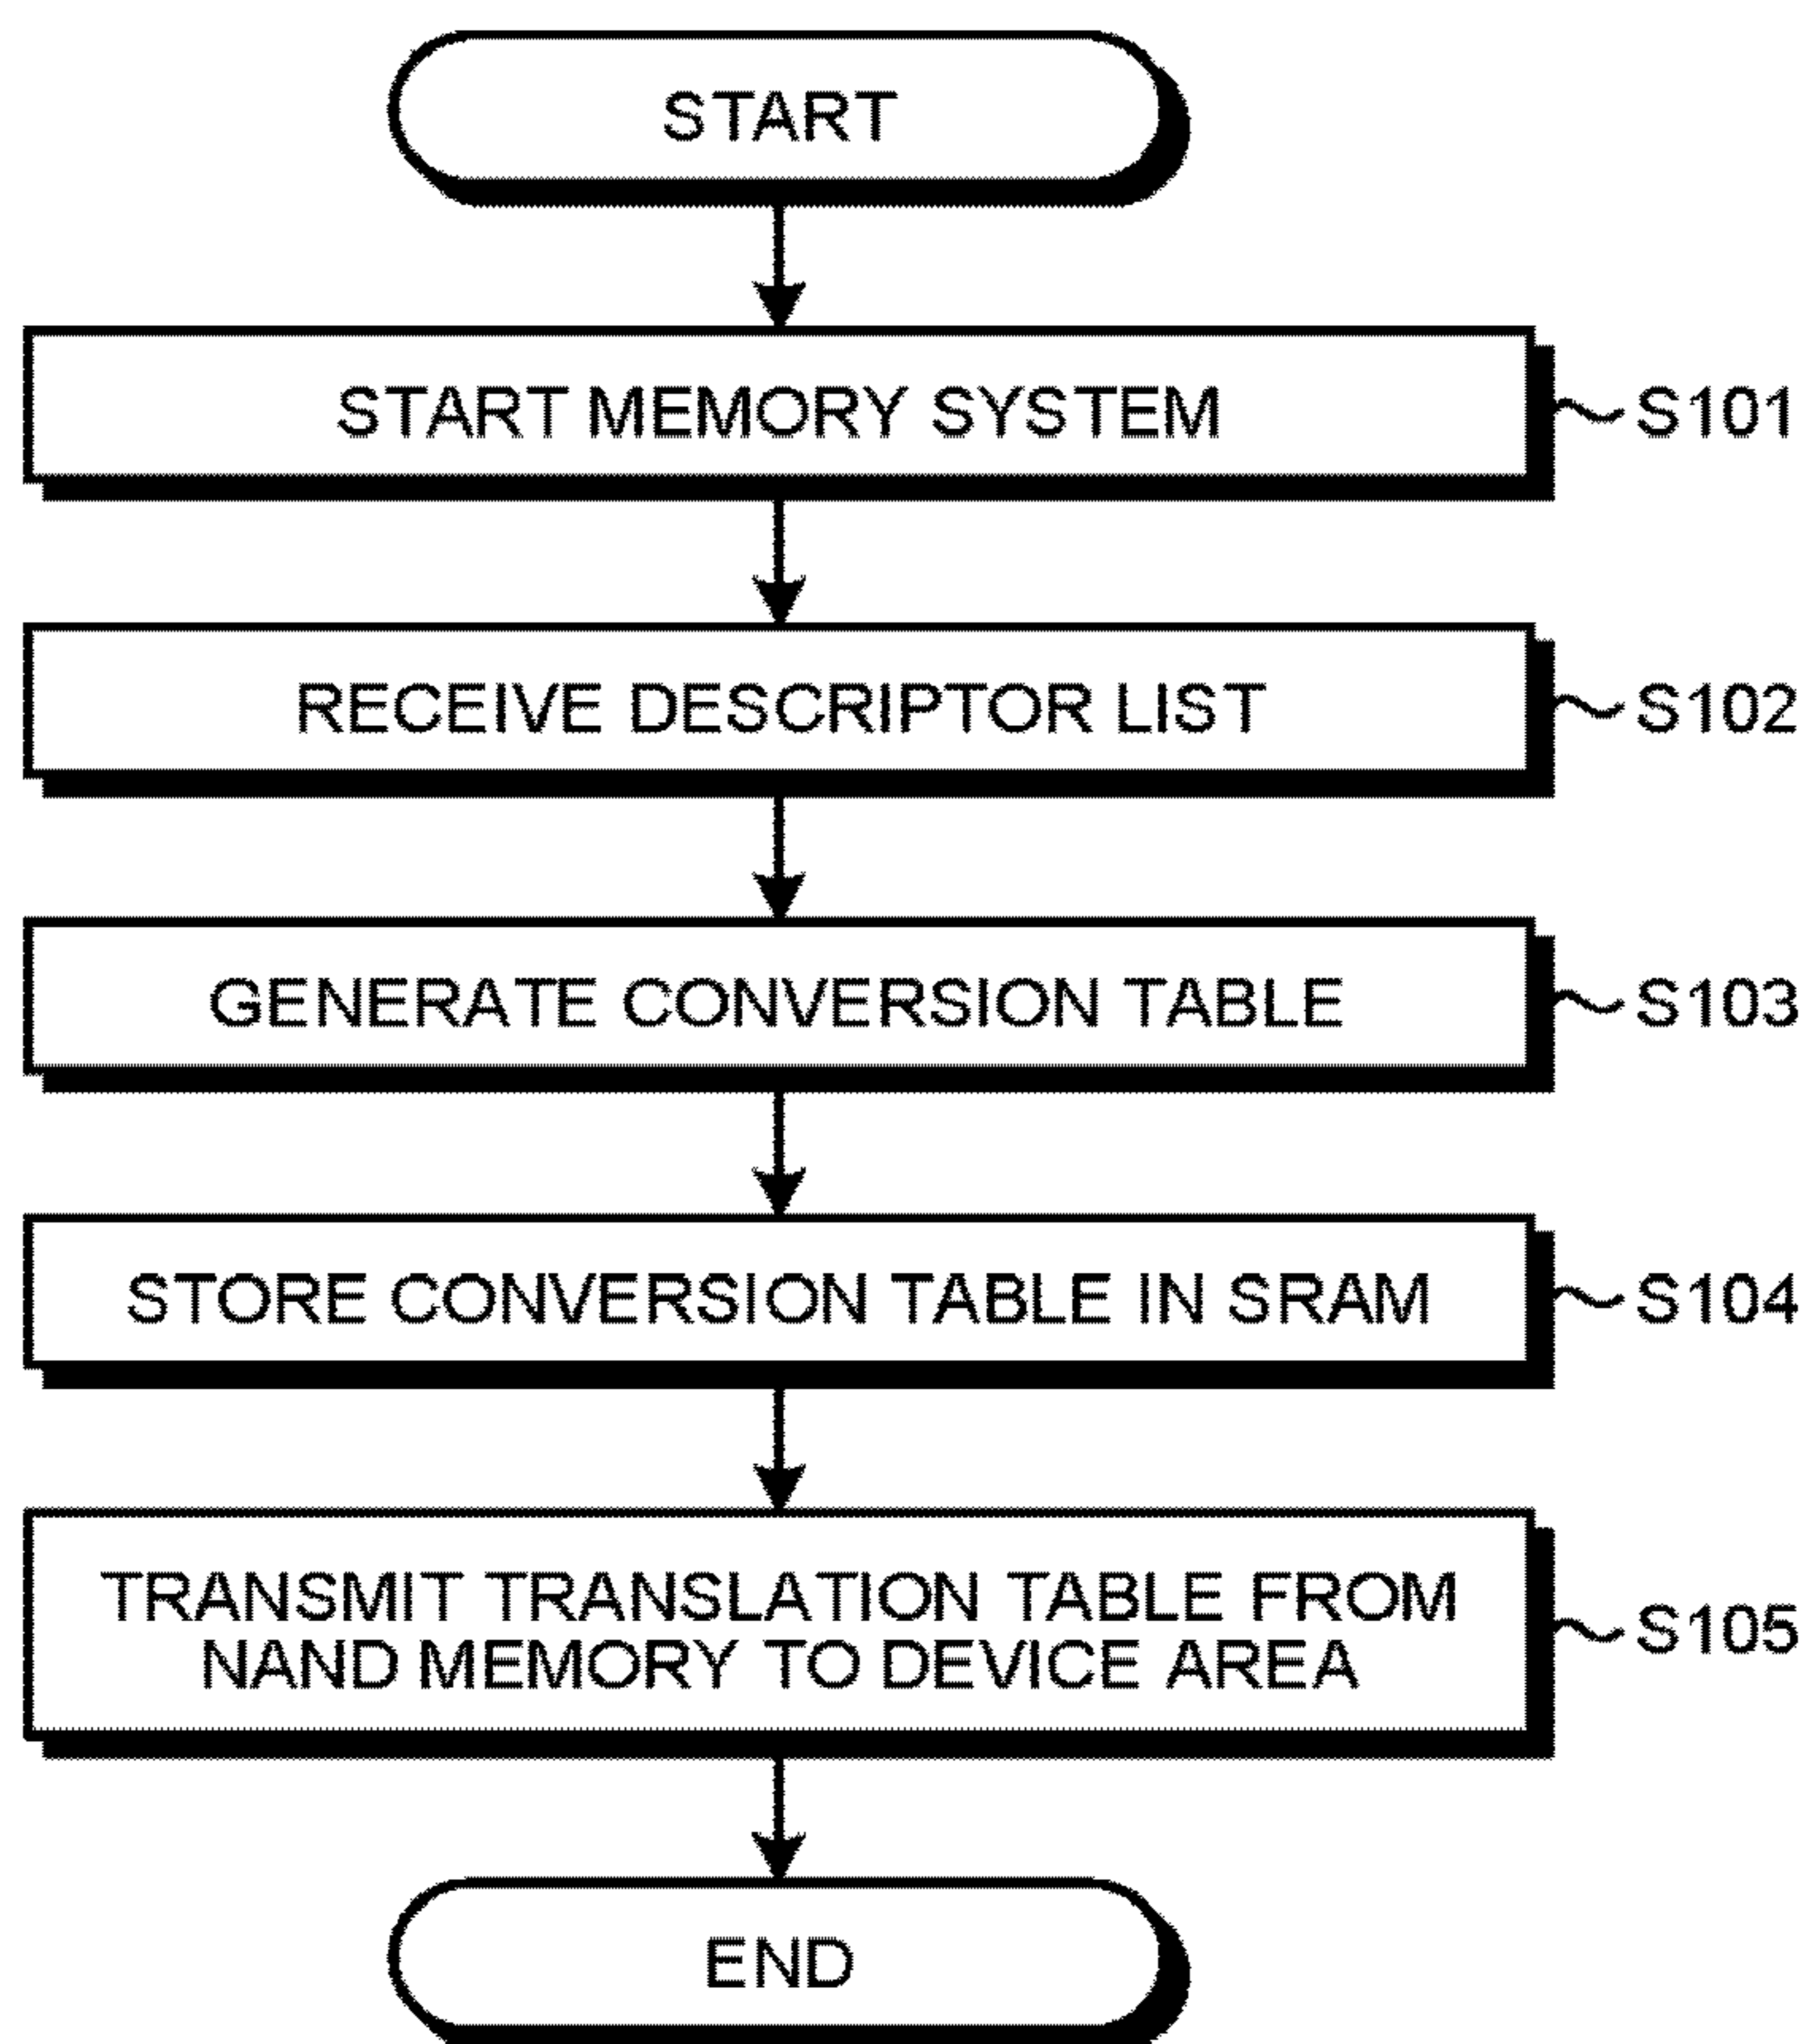 START
START MEMORY SYSTEM
S101
RECEIVE DESCRIPTOR LIST
S102
GENERATE CONVERSION TABLE
S103
STORE CONVERSION TABLE IN SRAM
S104
TRANSMIT TRANSLATION TABLE FROM
NAND MEMORY TO DEVICE AREA
S105
END